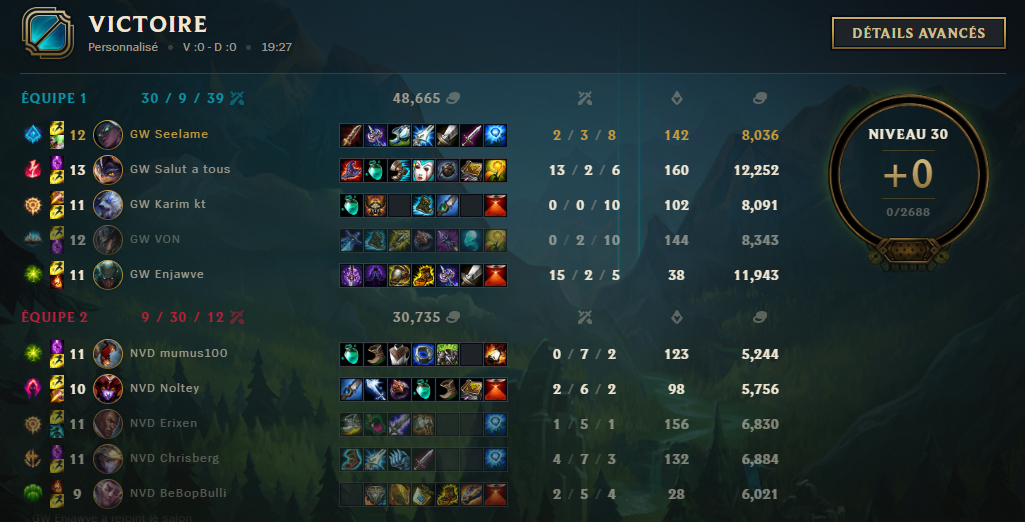 VICTOIRE
Personnalisé • V :0 - D :0 • 19:27
DÉTAILS AVANCÉS
ÉQUIPE 1 30 / 9 / 39 48,665
12 GW Seelame 2 / 3 / 8 142 8,036
13 GW Salut a tous 13 / 2 / 6 160 12,252
11 GW Karim kt 0 / 0 / 10 102 8,091
12 GW VON 0 / 2 / 10 144 8,343
11 GW Enjawve 15 / 2 / 5 38 11,943
NIVEAU 30
+0
0/2688
ÉQUIPE 2 9 / 30 / 12 30,735
11 NVD mumus100 0 / 7 / 2 123 5,244
10 NVD Noltey 2 / 6 / 2 98 5,756
11 NVD Erixen 1 / 5 / 1 156 6,830
11 NVD Chrisberg 4 / 7 / 3 132 6,884
9 NVD BeBopBulli 2 / 5 / 4 28 6,021
GW Enjawve a rejoint le salon